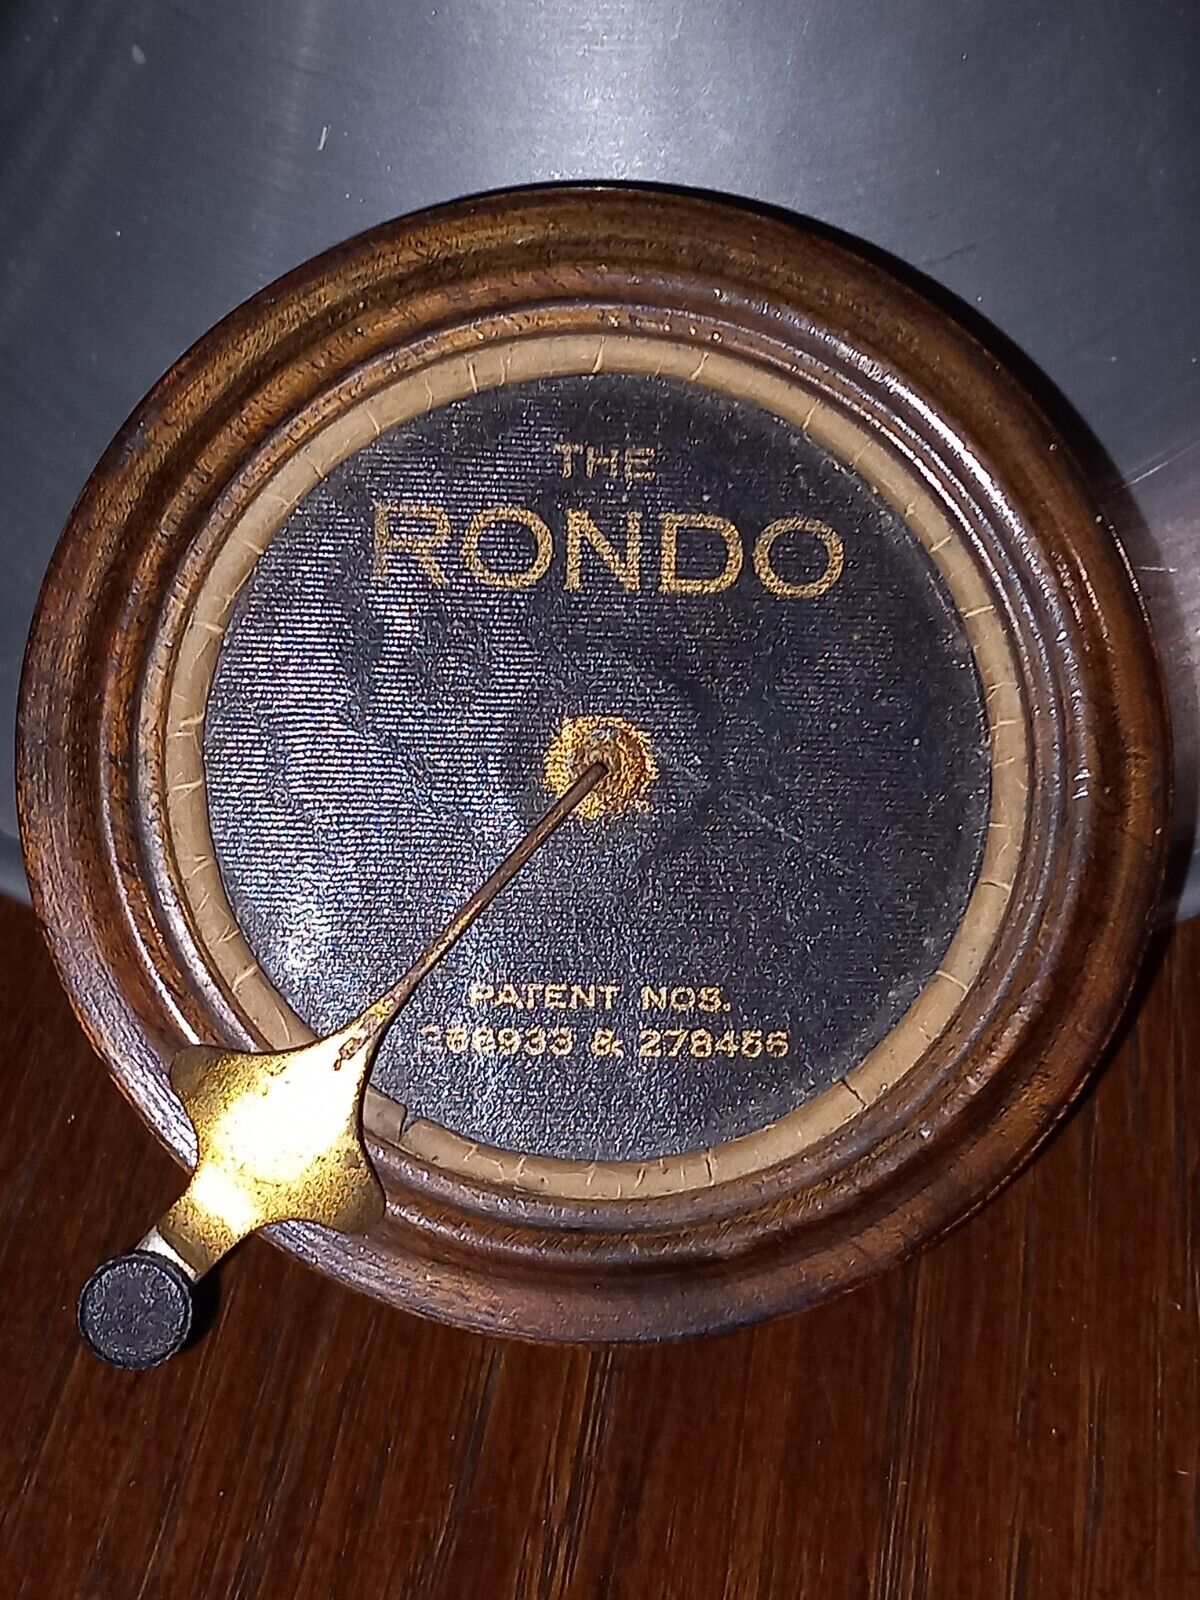 THE
RONDO
PATENT NOS.
& 278456